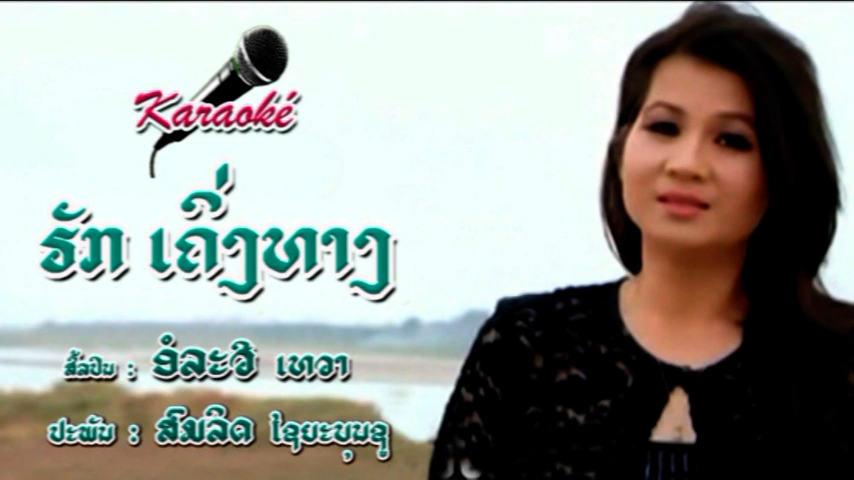 Karaoké
ຮັກ ເຄິ່ງທາງ
ສິລປິນ : ອໍລະວີ ເທວາ
ປະພັນ : ສົມລິດ ໄຊຍະບຸນຊູ